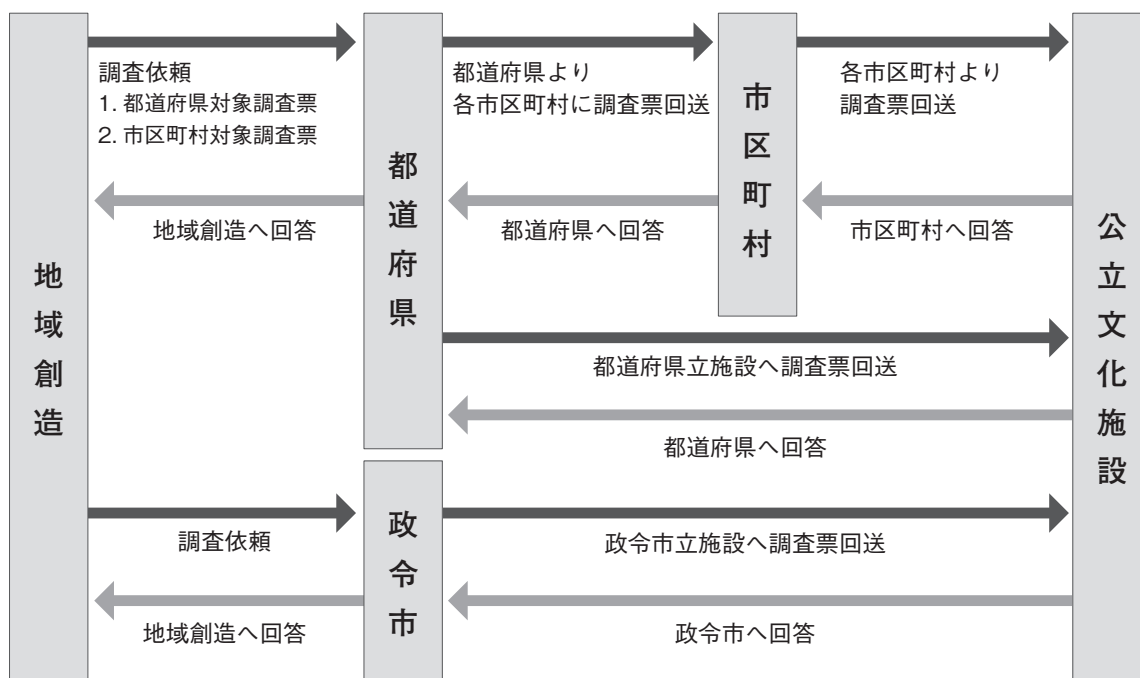 地域創造
調査依頼
1. 都道府県対象調査票
2. 市区町村対象調査票
地域創造へ回答
都道府県
都道府県より
各市区町村に調査票回送
都道府県へ回答
市区町村
各市区町村より
調査票回送
市区町村へ回答
都道府県立施設へ調査票回送
都道府県へ回答
公立文化施設
調査依頼
地域創造へ回答
政令市
政令市立施設へ調査票回送
政令市へ回答